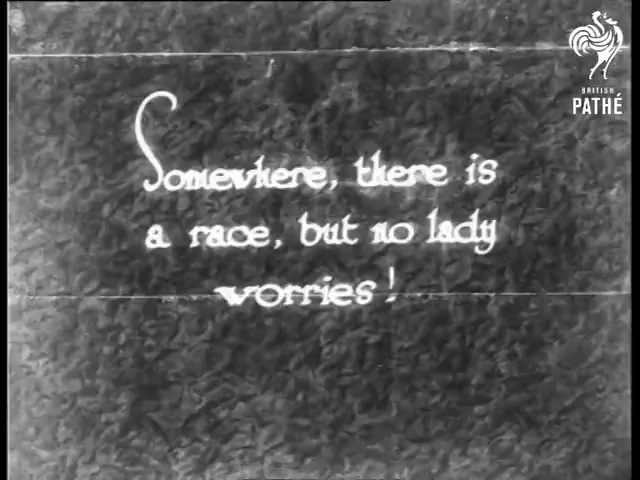 BRITISH
PATHÉ
Somewhere, there is
a race, but no lady
worries!